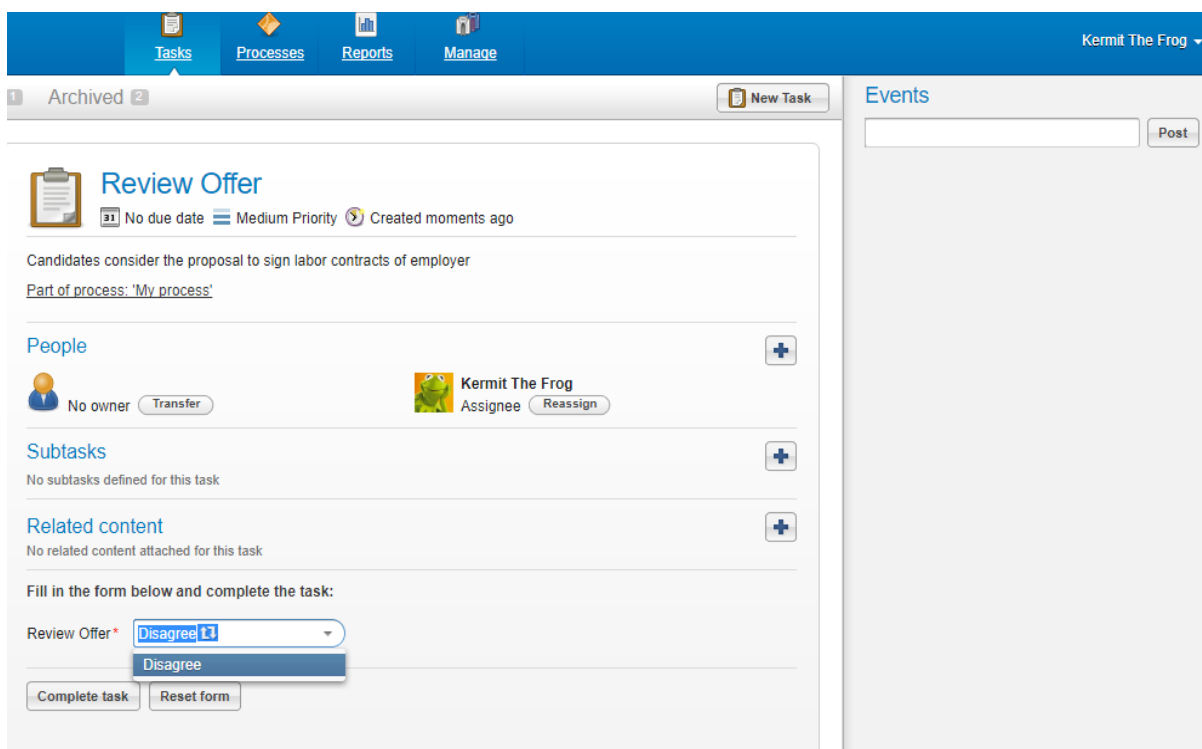 Tasks Processes Reports Manage Kermit The Frog
1 Archived 2 New Task
Events
Post
Review Offer
31 No due date Medium Priority Created moments ago
Candidates consider the proposal to sign labor contracts of employer
Part of process: 'My process'
People
No owner Transfer
Kermit The Frog
Assignee Reassign
Subtasks
No subtasks defined for this task
Related content
No related content attached for this task
Fill in the form below and complete the task:
Review Offer* Disagree
Disagree
Complete task Reset form